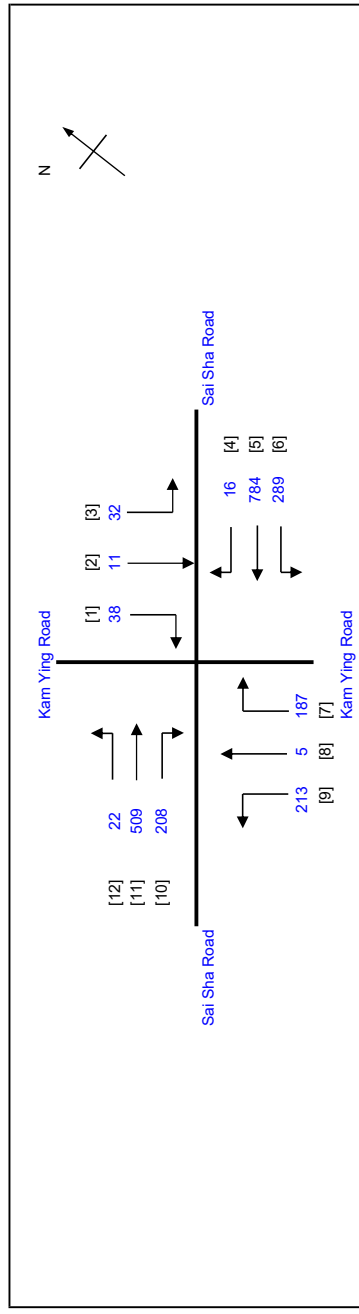 N
Kam Ying Road
[1] [2] [3]
38 11 32
[12] 22
[11] 509
[10] 208
Sai Sha Road
Sai Sha Road
16 [4]
784 [5]
289 [6]
213 5 187
[9] [8] [7]
Kam Ying Road